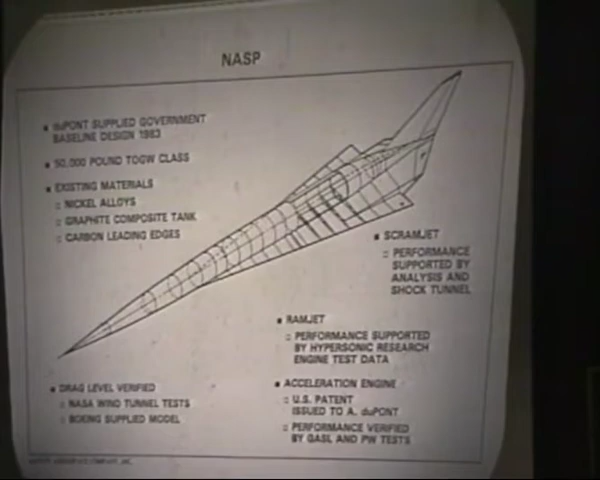 NASP
▪ duPONT SUPPLIED GOVERNMENT
BASELINE DESIGN 1983
▪ 50,000 POUND TOGW CLASS
▪ EXISTING MATERIALS
□ NICKEL ALLOYS
□ GRAPHITE COMPOSITE TANK
□ CARBON LEADING EDGES
▪ SCRAMJET
□ PERFORMANCE
SUPPORTED BY
ANALYSIS AND
SHOCK TUNNEL
▪ RAMJET
□ PERFORMANCE SUPPORTED
BY HYPERSONIC RESEARCH
ENGINE TEST DATA
▪ DRAG LEVEL VERIFIED
□ NASA WIND TUNNEL TESTS
□ BOEING SUPPLIED MODEL
▪ ACCELERATION ENGINE
□ U.S. PATENT
ISSUED TO A. duPONT
□ PERFORMANCE VERIFIED
BY GASL AND PW TESTS